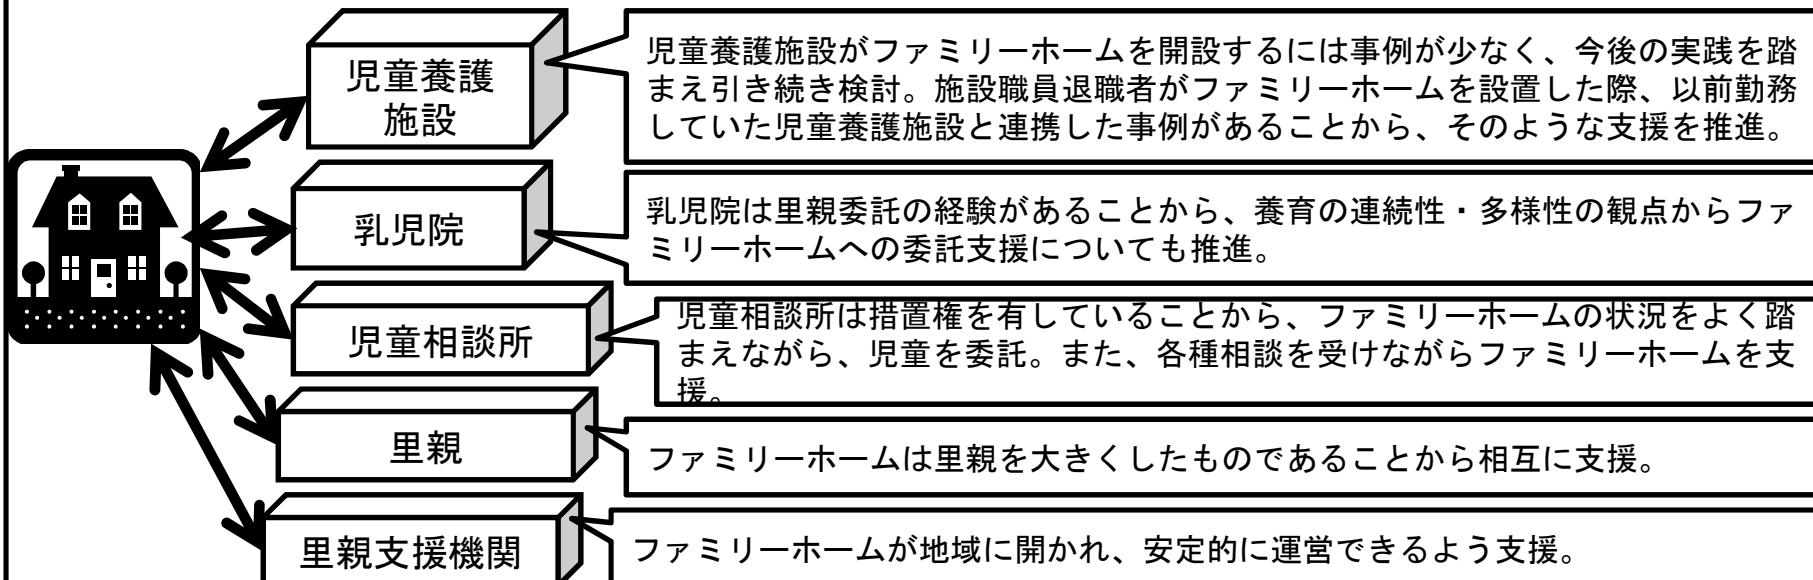 児童養護
施設
児童養護施設がファミリーホームを開設するには事例が少なく、今後の実践を踏
まえ引き続き検討。施設職員退職者がファミリーホームを設置した際、以前勤務
していた児童養護施設と連携した事例があることから、そのような支援を推進。
乳児院
乳児院は里親委託の経験があることから、養育の連続性・多様性の観点からファ
ミリーホームへの委託支援についても推進。
児童相談所
児童相談所は措置権を有していることから、ファミリーホームの状況をよく踏
まえながら、児童を委託。また、各種相談を受けながらファミリーホームを支
援。
里親
ファミリーホームは里親を大きくしたものであることから相互に支援。
里親支援機関
ファミリーホームが地域に開かれ、安定的に運営できるよう支援。